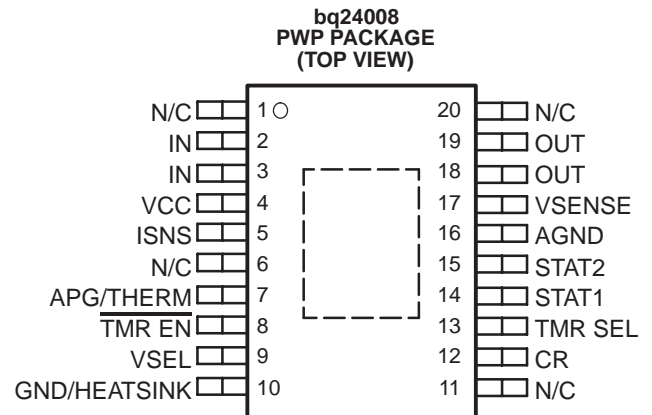 bq24008
PWP PACKAGE
(TOP VIEW)
N/C 1 20 N/C
IN 2 19 OUT
IN 3 18 OUT
VCC 4 17 VSENSE
ISNS 5 16 AGND
N/C 6 15 STAT2
APG/THERM 7 14 STAT1
TMR EN 8 13 TMR SEL
VSEL 9 12 CR
GND/HEATSINK 10 11 N/C